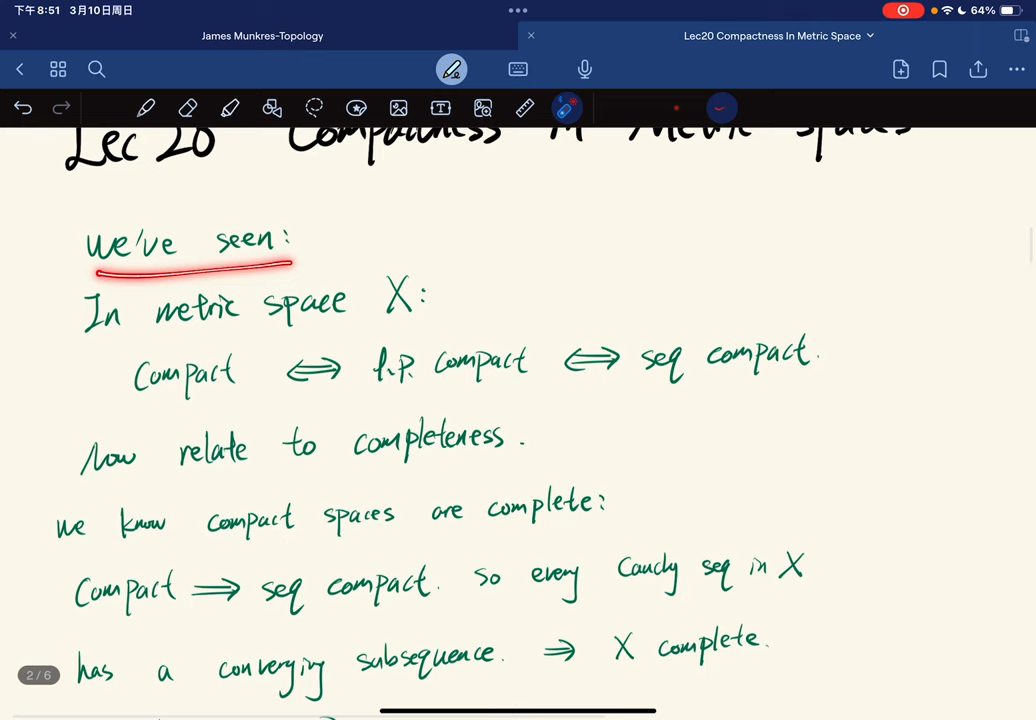 下午8:51 3月10日周日
64%
James Munkres-Topology
Lec20 Compactness In Metric Space
Lec 20 Compactness in Metric spaces
We've seen:
In metric space X:
Compact ⟺ l.p. compact ⟺ seq compact.
Now relate to completeness.
we know compact spaces are complete:
Compact ⟹ seq compact. so every Cauchy seq in X
has a converging subsequence. ⟹ X complete.
2 / 6